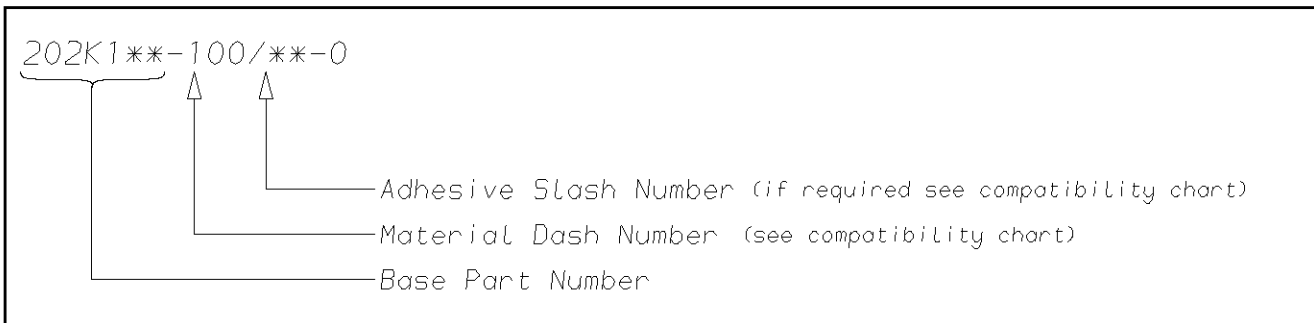 202K1**-100/**-0
Adhesive Slash Number (if required see compatibility chart)
Material Dash Number (see compatibility chart)
Base Part Number